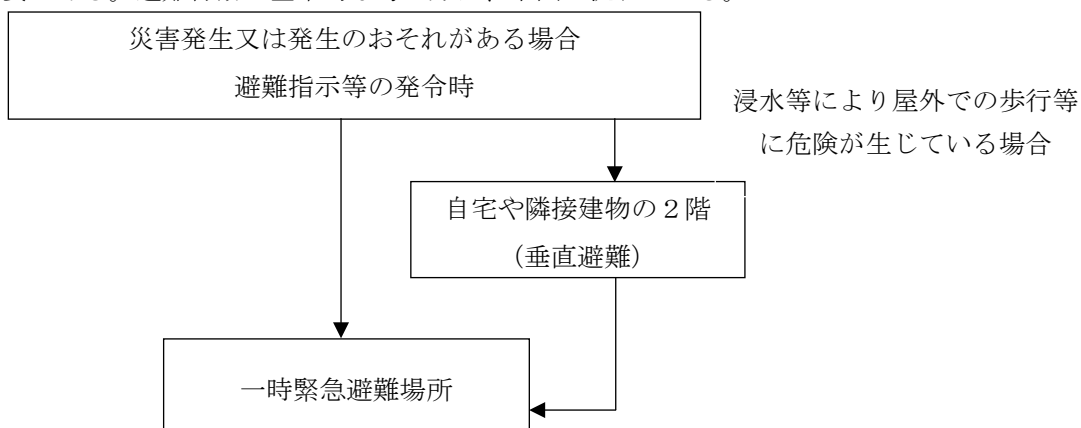 災害発生又は発生のおそれがある場合
避難指示等の発令時
浸水等により屋外での歩行等
に危険が生じている場合
自宅や隣接建物の２階
（垂直避難）
一時緊急避難場所